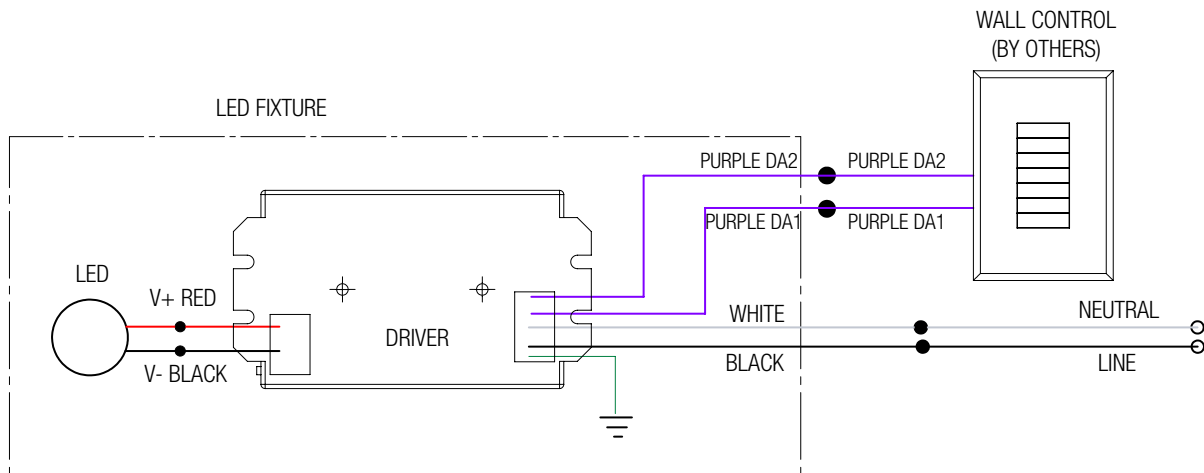 WALL CONTROL
(BY OTHERS)
LED FIXTURE
PURPLE DA2
PURPLE DA2
PURPLE DA1
PURPLE DA1
LED
V+ RED
V- BLACK
DRIVER
WHITE
NEUTRAL
BLACK
LINE